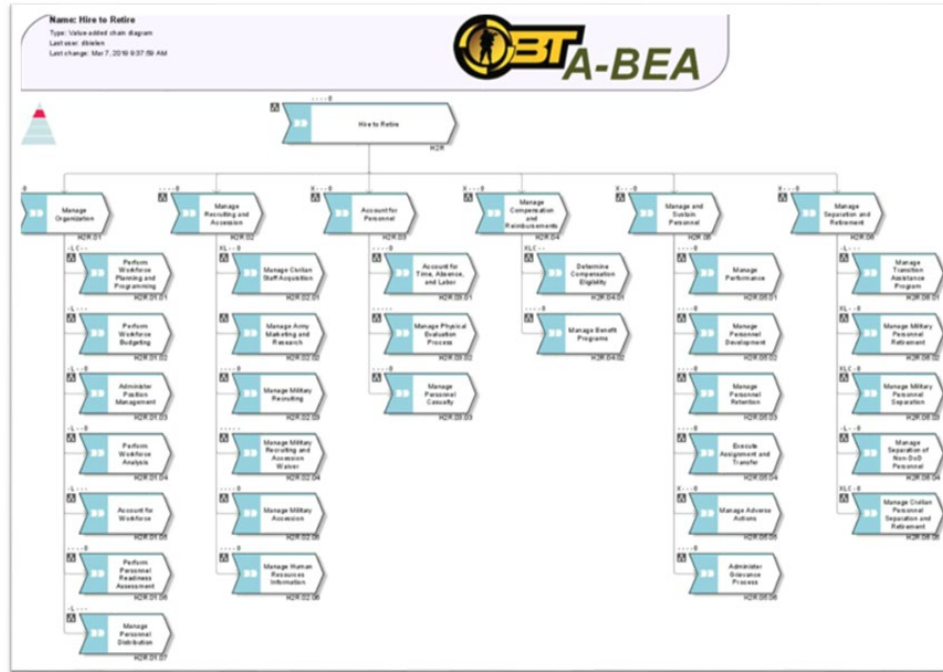 Name: Hire to Retire
Type: Value added chain diagram
Last user:
Last change: Mar 7, 2019 9:37:59 AM
BT
A-BEA
Hire to Retire
H2R
Manage
Organization
H2R.01
Manage
Recruiting and
Accession
H2R.02
Account for
Personnel
H2R.03
Manage
Compensation
and
Reimbursements
H2R.04
Manage and
Sustain
Personnel
H2R.05
Manage
Separation and
Retirement
H2R.06
Perform
Workforce
Planning and
Programming
H2R.01.01
Perform
Workforce
Budgeting
H2R.01.02
Administer
Position
Management
H2R.01.03
Perform
Workforce
Analysis
H2R.01.04
Account for
Workforce
H2R.01.05
Perform
Personnel
Readiness
Assessment
H2R.01.06
Manage
Personnel
Distribution
H2R.01.07
Manage Civilian
Staff Acquisition
H2R.02.01
Manage Army
Marketing and
Research
H2R.02.02
Manage Military
Recruiting
H2R.02.03
Manage Military
Recruiting and
Accession
Waiver
H2R.02.04
Manage Military
Accession
H2R.02.05
Manage Human
Resources
Information
H2R.02.06
Account for
Time, Absence,
and Labor
H2R.03.01
Manage Physical
Evaluation
Process
H2R.03.02
Manage
Personnel
Casualty
H2R.03.03
Determine
Compensation
Eligibility
H2R.04.01
Manage Benefit
Programs
H2R.04.02
Manage
Performance
H2R.05.01
Manage
Personnel
Development
H2R.05.02
Manage
Personnel
Retention
H2R.05.03
Execute
Assignment and
Transfer
H2R.05.04
Manage Adverse
Actions
H2R.05.05
Administer
Grievance
Process
H2R.05.06
Manage
Transition
Assistance
Program
H2R.06.01
Manage Military
Personnel
Retirement
H2R.06.02
Manage Military
Personnel
Separation
H2R.06.03
Manage
Separation of
Non-DoD
Personnel
H2R.06.04
Manage Civilian
Personnel
Separation and
Retirement
H2R.06.05